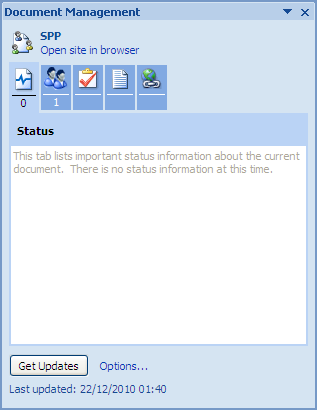 Document Management
SPP
Open site in browser
0
1
Status
This tab lists important status information about the current
document.  There is no status information at this time.
Get Updates
Options...
Last updated: 22/12/2010 01:40